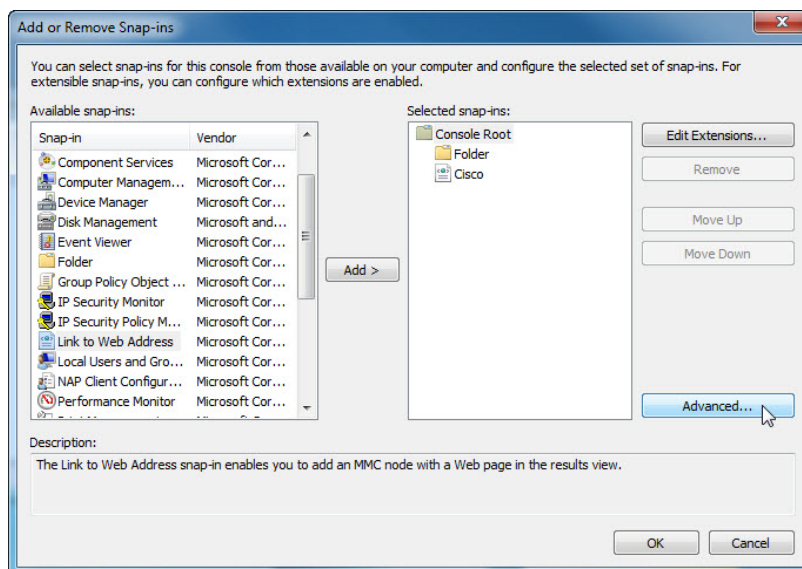 Add or Remove Snap-ins
You can select snap-ins for this console from those available on your computer and configure the selected set of snap-ins. For
extensible snap-ins, you can configure which extensions are enabled.
Available snap-ins:
Snap-in Vendor
Component Services Microsoft Cor...
Computer Managem... Microsoft Cor...
Device Manager Microsoft Cor...
Disk Management Microsoft and...
Event Viewer Microsoft Cor...
Folder Microsoft Cor...
Group Policy Object ... Microsoft Cor...
IP Security Monitor Microsoft Cor...
IP Security Policy M... Microsoft Cor...
Link to Web Address Microsoft Cor...
Local Users and Gro... Microsoft Cor...
NAP Client Configur... Microsoft Cor...
Performance Monitor Microsoft Cor...
Add >
Selected snap-ins:
Console Root
Folder
Cisco
Edit Extensions...
Remove
Move Up
Move Down
Advanced...
Description:
The Link to Web Address snap-in enables you to add an MMC node with a Web page in the results view.
OK
Cancel